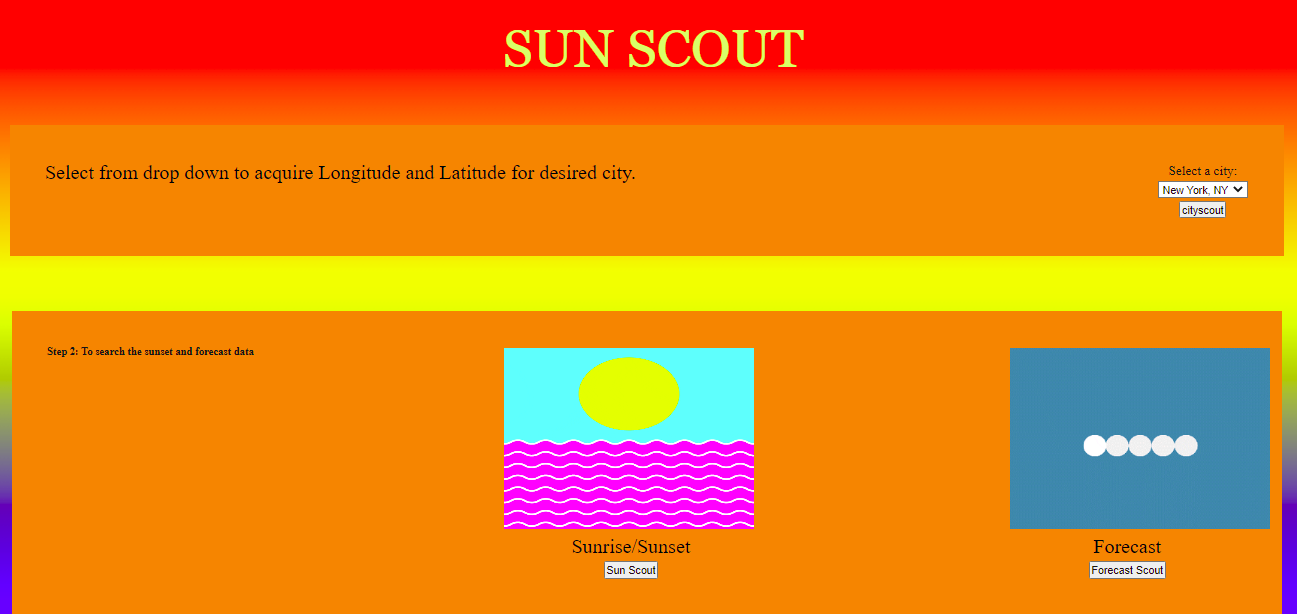 SUN SCOUT
Select from drop down to acquire Longitude and Latitude for desired city.
Select a city:
New York, NY
cityscout
Step 2: To search the sunset and forecast data
Sunrise/Sunset
Sun Scout
Forecast
Forecast Scout